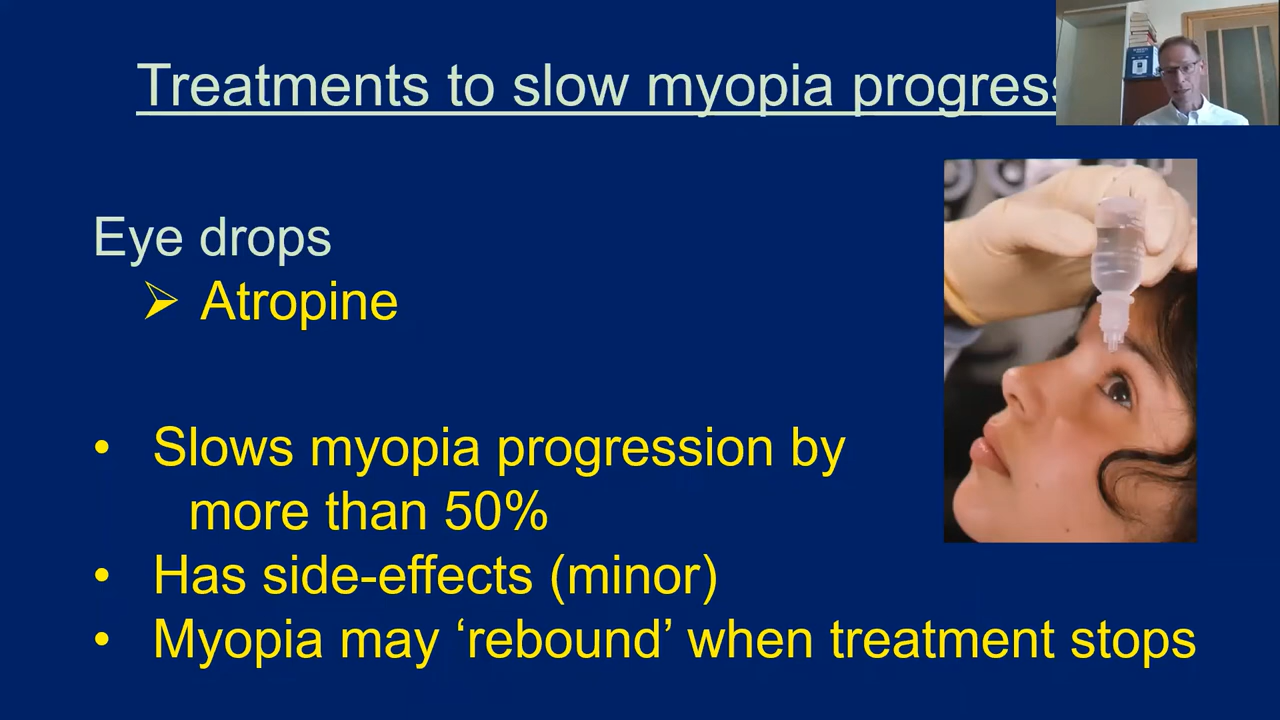 Treatments to slow myopia progress
Eye drops
➢ Atropine
• Slows myopia progression by
more than 50%
• Has side-effects (minor)
• Myopia may ‘rebound’ when treatment stops